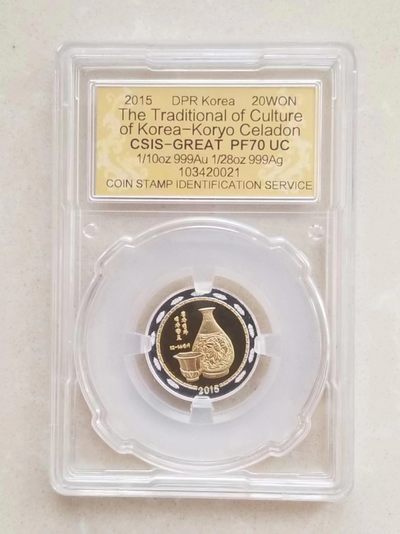 2015 DPR Korea 20WON
The Traditional of Culture
of Korea-Koryo Celadon
CSIS-GREAT PF70 UC
1/10oz 999Au 1/28oz 999Ag
103420021
COIN STAMP IDENTIFICATION SERVICE
2015